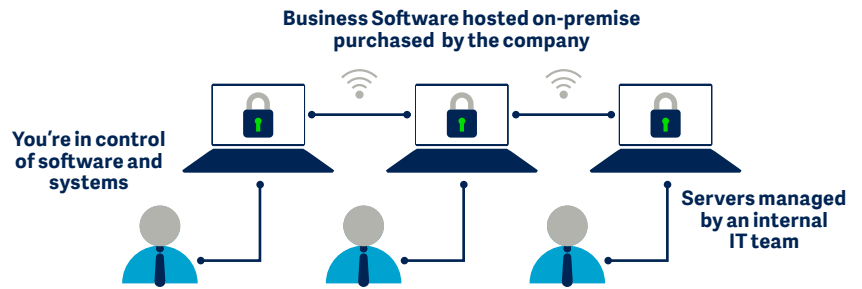 Business Software hosted on-premise
purchased by the company
You’re in control
of software and
systems
Servers managed
by an internal
IT team